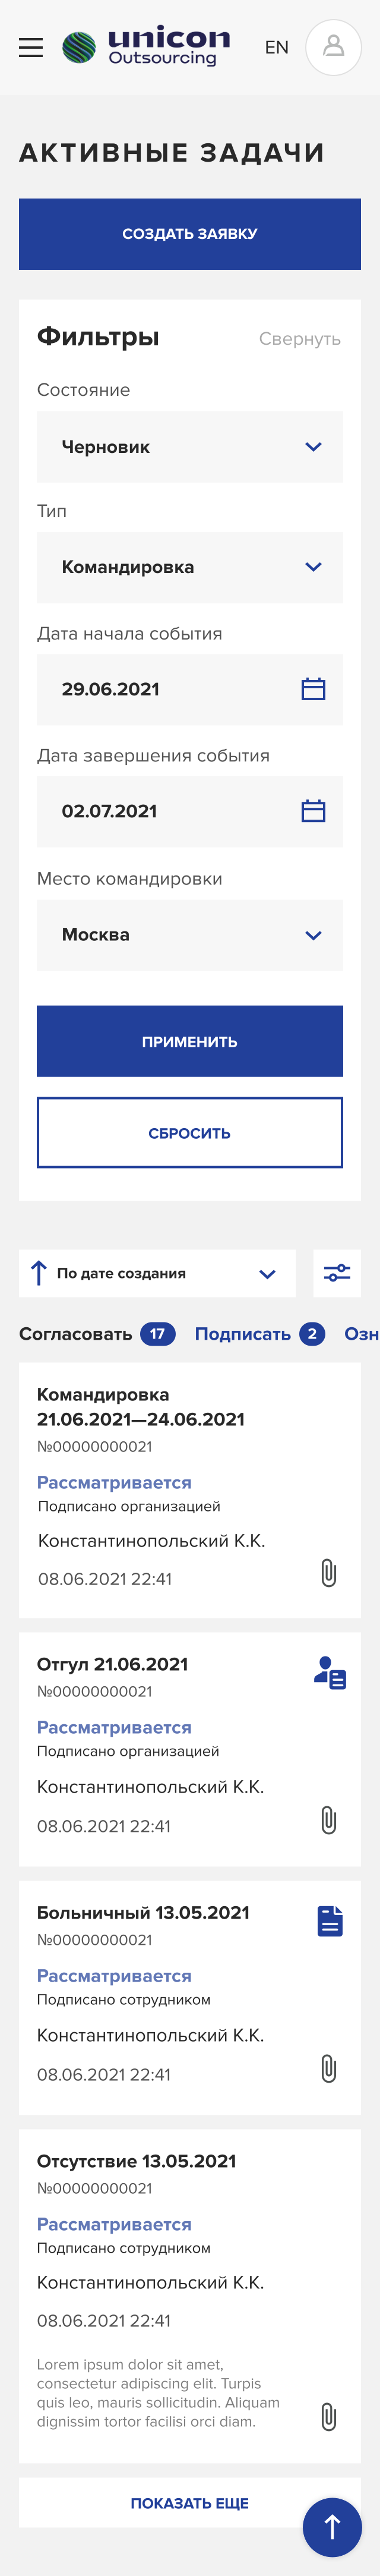 unicon
Outsourcing
EN
АКТИВНЫЕ ЗАДАЧИ
СОЗДАТЬ ЗАЯВКУ
Фильтры
Свернуть
Состояние
Черновик
Тип
Командировка
Дата начала события
29.06.2021
Дата завершения события
02.07.2021
Место командировки
Москва
ПРИМЕНИТЬ
СБРОСИТЬ
По дате создания
Согласовать 17 Подписать 2 Озн
Командировка
21.06.2021—24.06.2021
№00000000021
Рассматривается
Подписано организацией
Константинопольский К.К.
08.06.2021 22:41
Отгул 21.06.2021
№00000000021
Рассматривается
Подписано организацией
Константинопольский К.К.
08.06.2021 22:41
Больничный 13.05.2021
№00000000021
Рассматривается
Подписано сотрудником
Константинопольский К.К.
08.06.2021 22:41
Отсутствие 13.05.2021
№00000000021
Рассматривается
Подписано сотрудником
Константинопольский К.К.
08.06.2021 22:41
Lorem ipsum dolor sit amet,
consectetur adipiscing elit. Turpis
quis leo, mauris sollicitudin. Aliquam
dignissim tortor facilisi orci diam.
ПОКАЗАТЬ ЕЩЕ